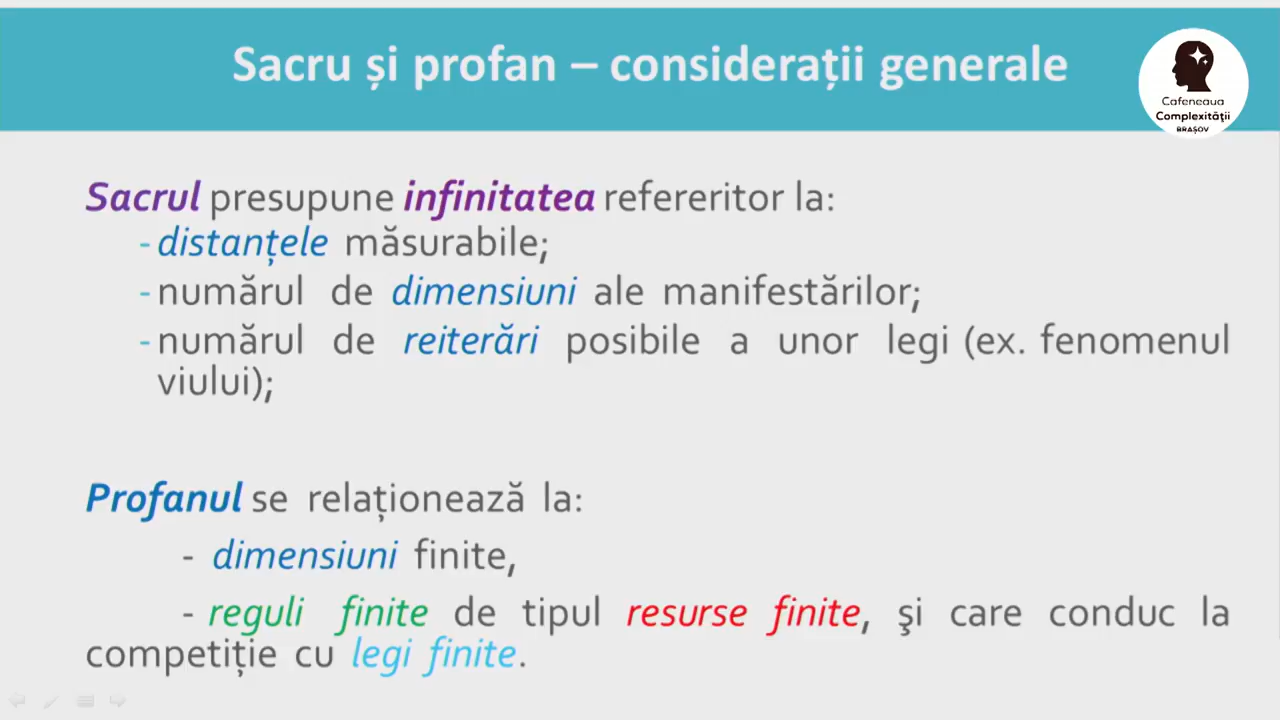 Sacru și profan – considerații generale
Cafeneaua
Complexităţii
BRAȘOV
Sacrul presupune infinitatea refereritor la:
- distanțele măsurabile;
- numărul de dimensiuni ale manifestărilor;
- numărul de reiterări posibile a unor legi (ex. fenomenul
viului);
Profanul se relaționează la:
- dimensiuni finite,
- reguli finite de tipul resurse finite, şi care conduc la
competiție cu legi finite.